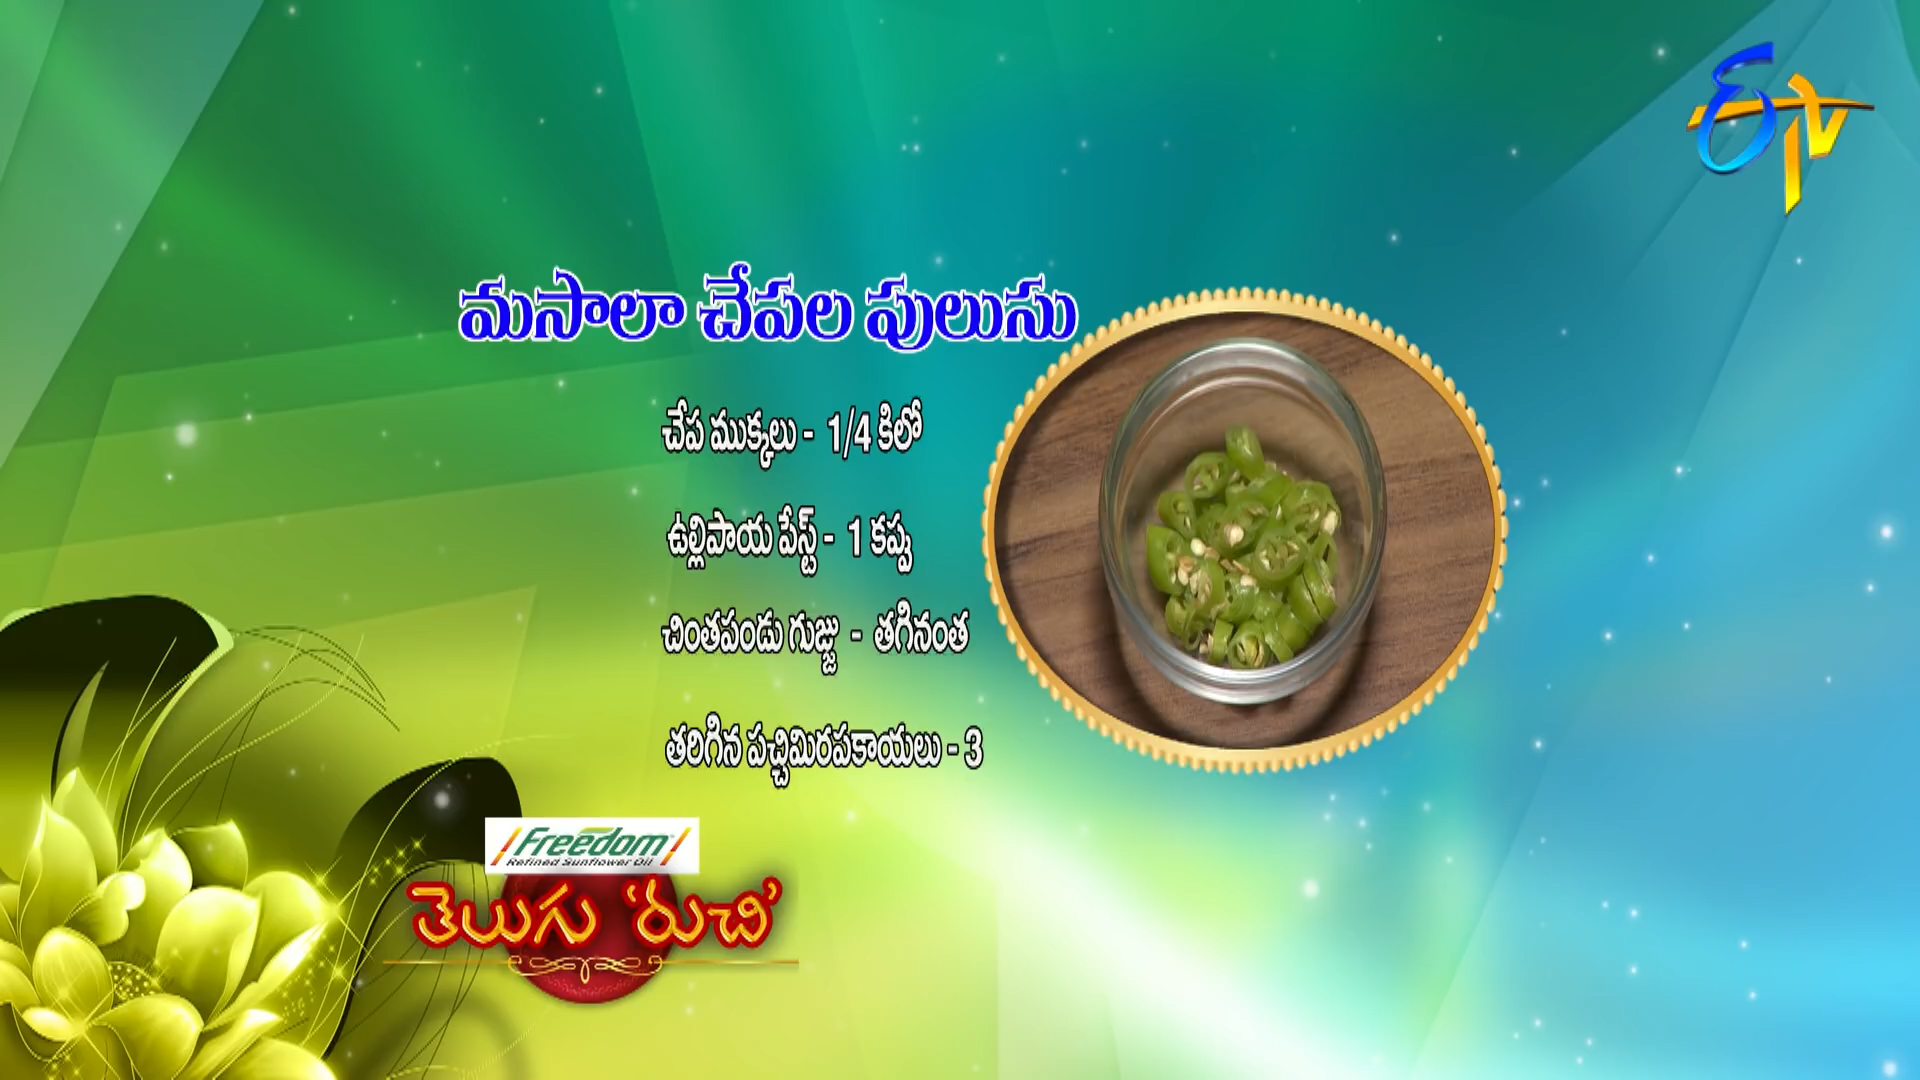 ETV
మసాలా చేపల పులుసు
చేప ముక్కలు - 1/4 కిలో
ఉల్లిపాయ పేస్ట్ - 1 కప్పు
చింతపండు గుజ్జు - తగినంత
తరిగిన పచ్చిమిరపకాయలు - 3
Freedom
Refined Sunflower Oil
తెలుగు 'రుచి'